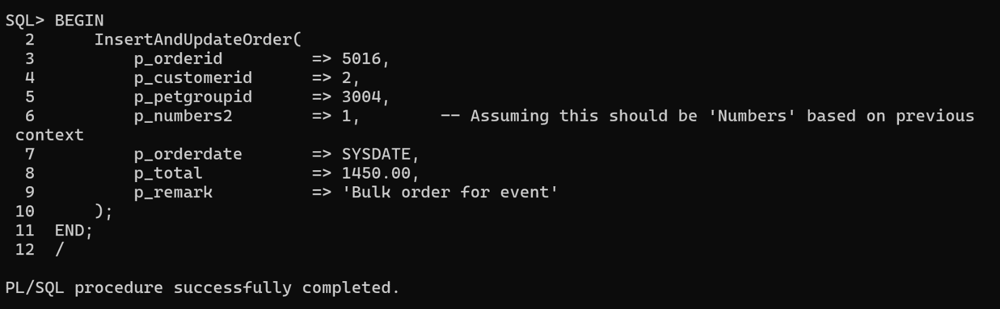 SQL> BEGIN
  2      InsertAndUpdateOrder(
  3          p_orderid         => 5016,
  4          p_customerid      => 2,
  5          p_petgroupid      => 3004,
  6          p_numbers2        => 1,        -- Assuming this should be 'Numbers' based on previous
 context
  7          p_orderdate       => SYSDATE,
  8          p_total           => 1450.00,
  9          p_remark          => 'Bulk order for event'
 10      );
 11  END;
 12  /
PL/SQL procedure successfully completed.